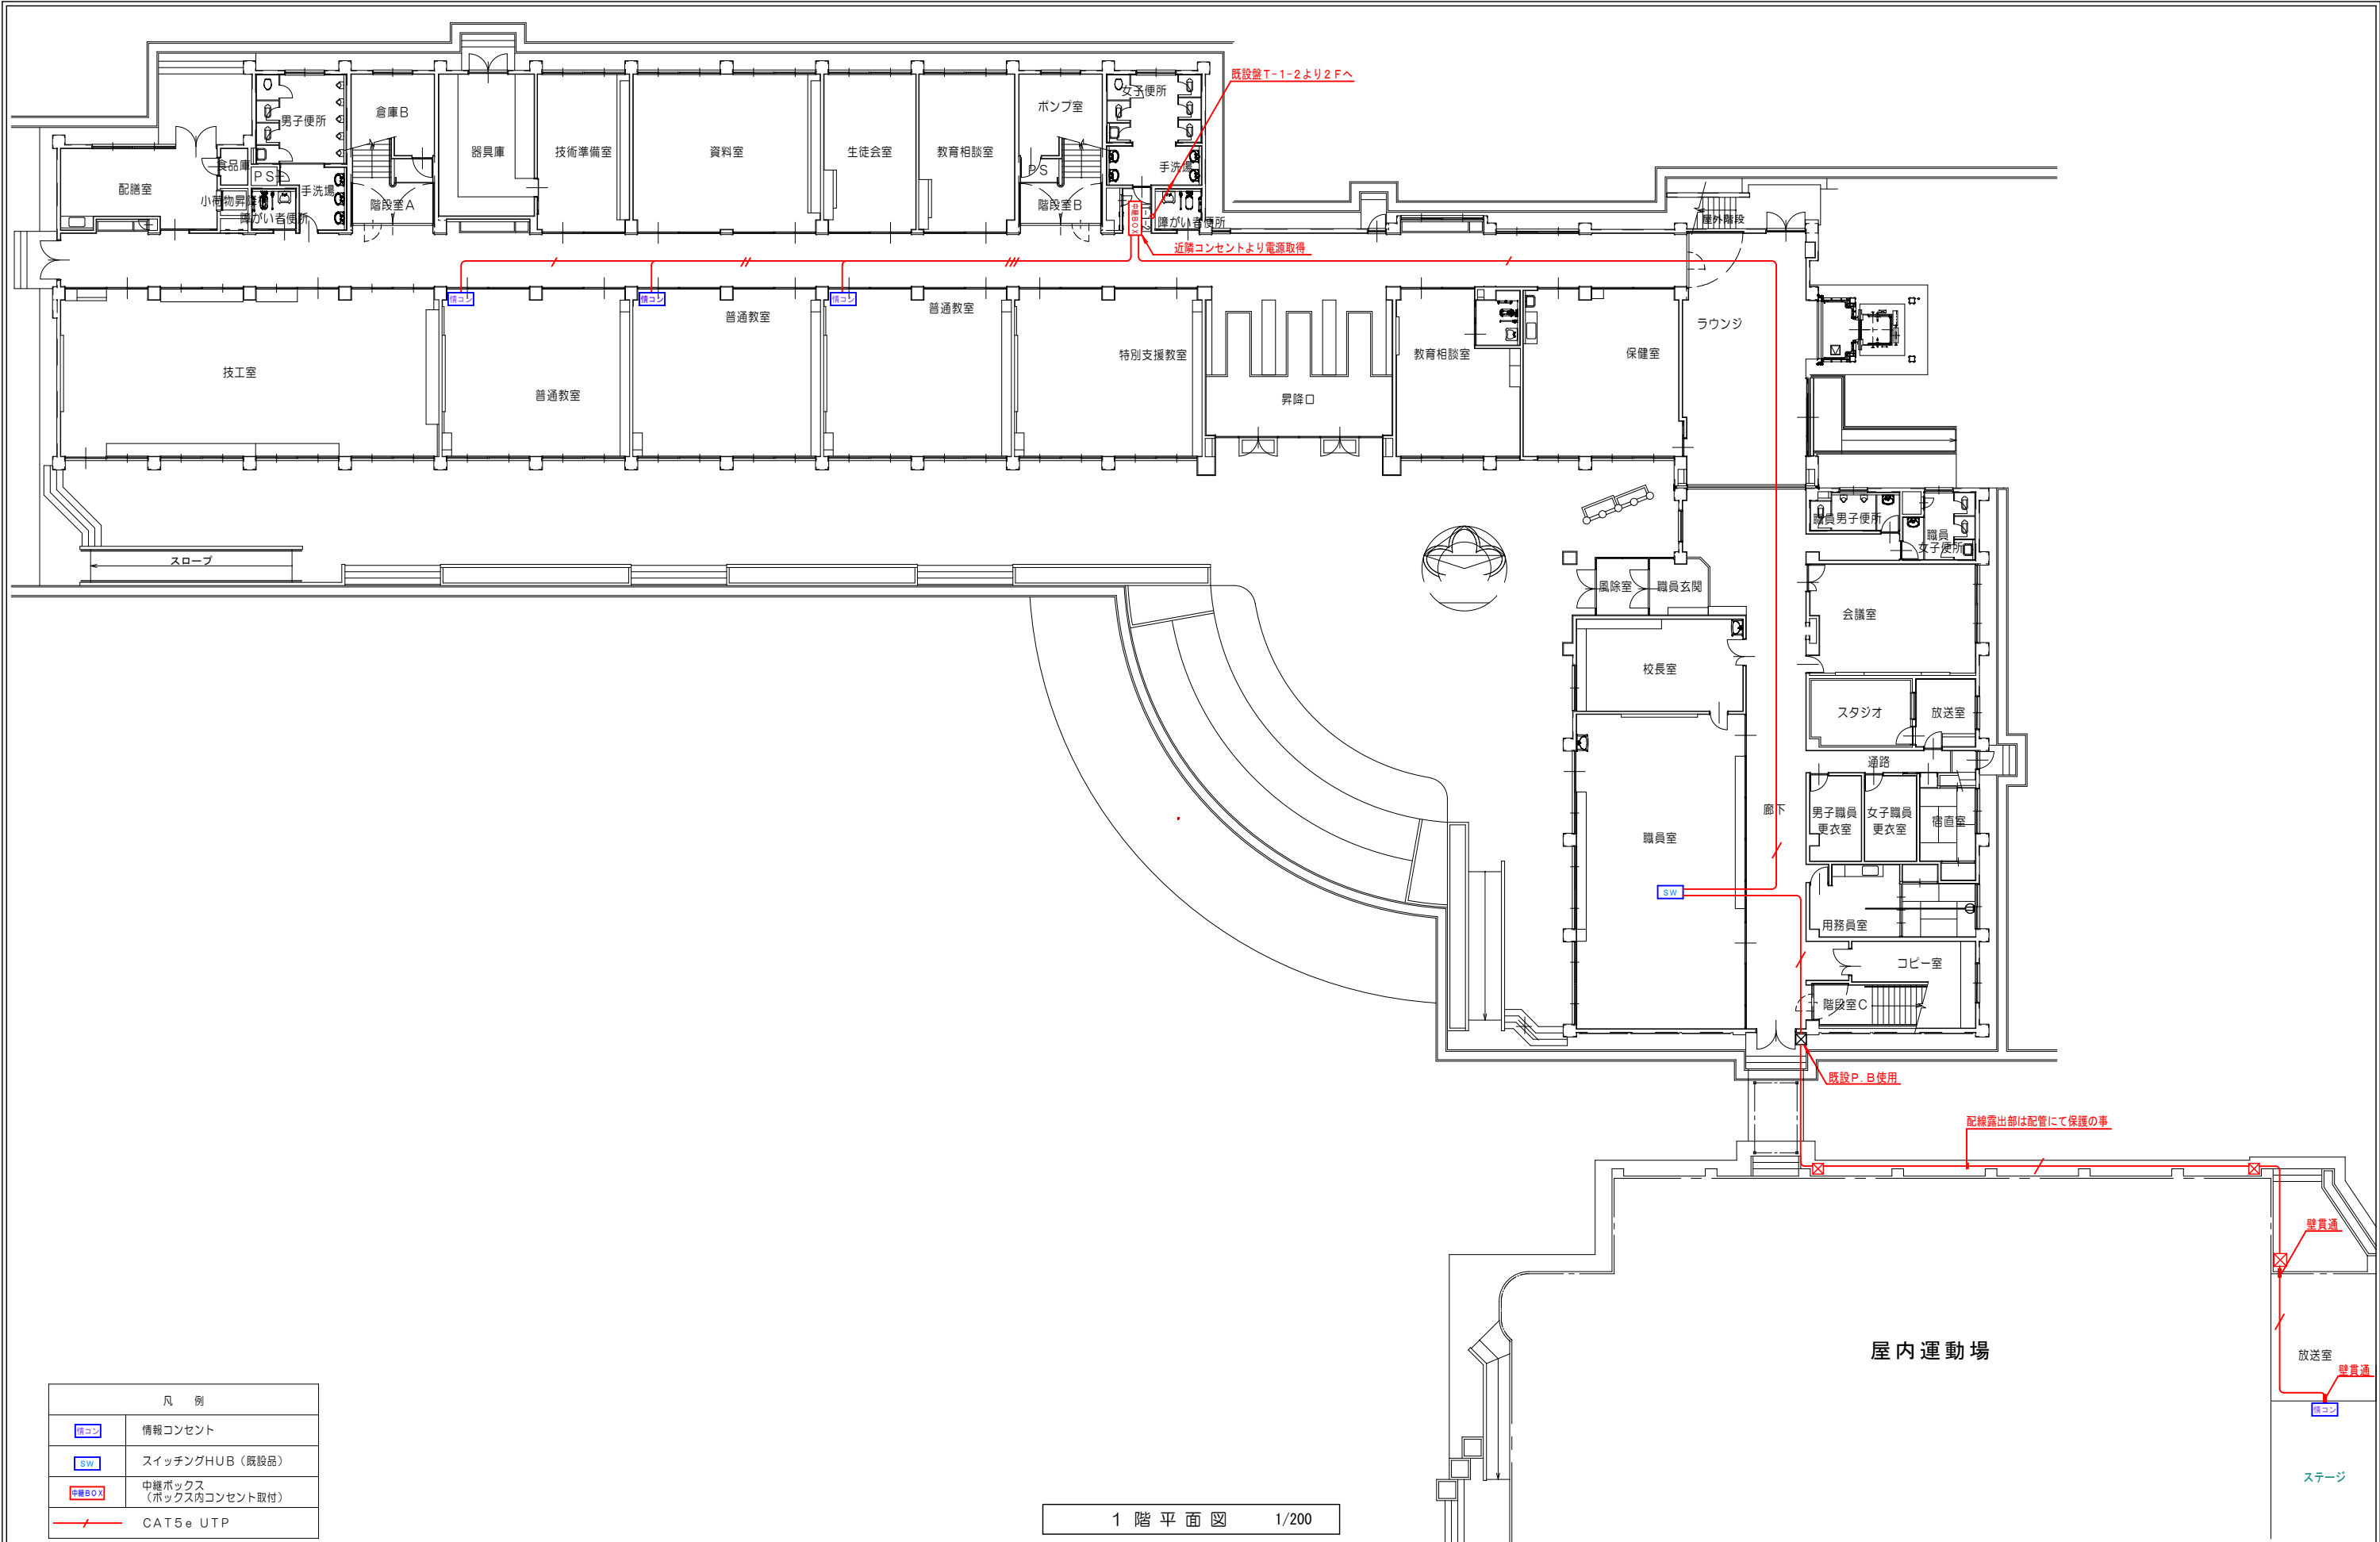 既設盤T-1-2より2Fへ
女子便所
ポンプ室
倉庫B
男子便所
器具庫
技術準備室
資料室
生徒会室
教育相談室
食品庫
PS
手洗場
PS
手洗場
配膳室
小荷物昇降
障がい者便所
階段室A
階段室B
中継BOX
障がい者便所
屋外階段
近隣コンセントより電源取得
情コン
情コン
情コン
普通教室
普通教室
ラウンジ
特別支援教室
教育相談室
保健室
技工室
普通教室
昇降口
職員男子便所
職員
女子便所
スロープ
風除室
職員玄関
会議室
校長室
スタジオ
放送室
通路
廊下
男子職員
更衣室
女子職員
更衣室
宿直室
職員室
SW
用務員室
コピー室
階段室C
既設P.B使用
配線露出部は配管にて保護の事
壁貫通
屋内運動場
放送室
壁貫通
情コン
ステージ
凡 例
情コン 情報コンセント
SW スイッチングHUB（既設品）
中継BOX 中継ボックス
（ボックス内コンセント取付）
CAT5e UTP
1階平面図 1/200